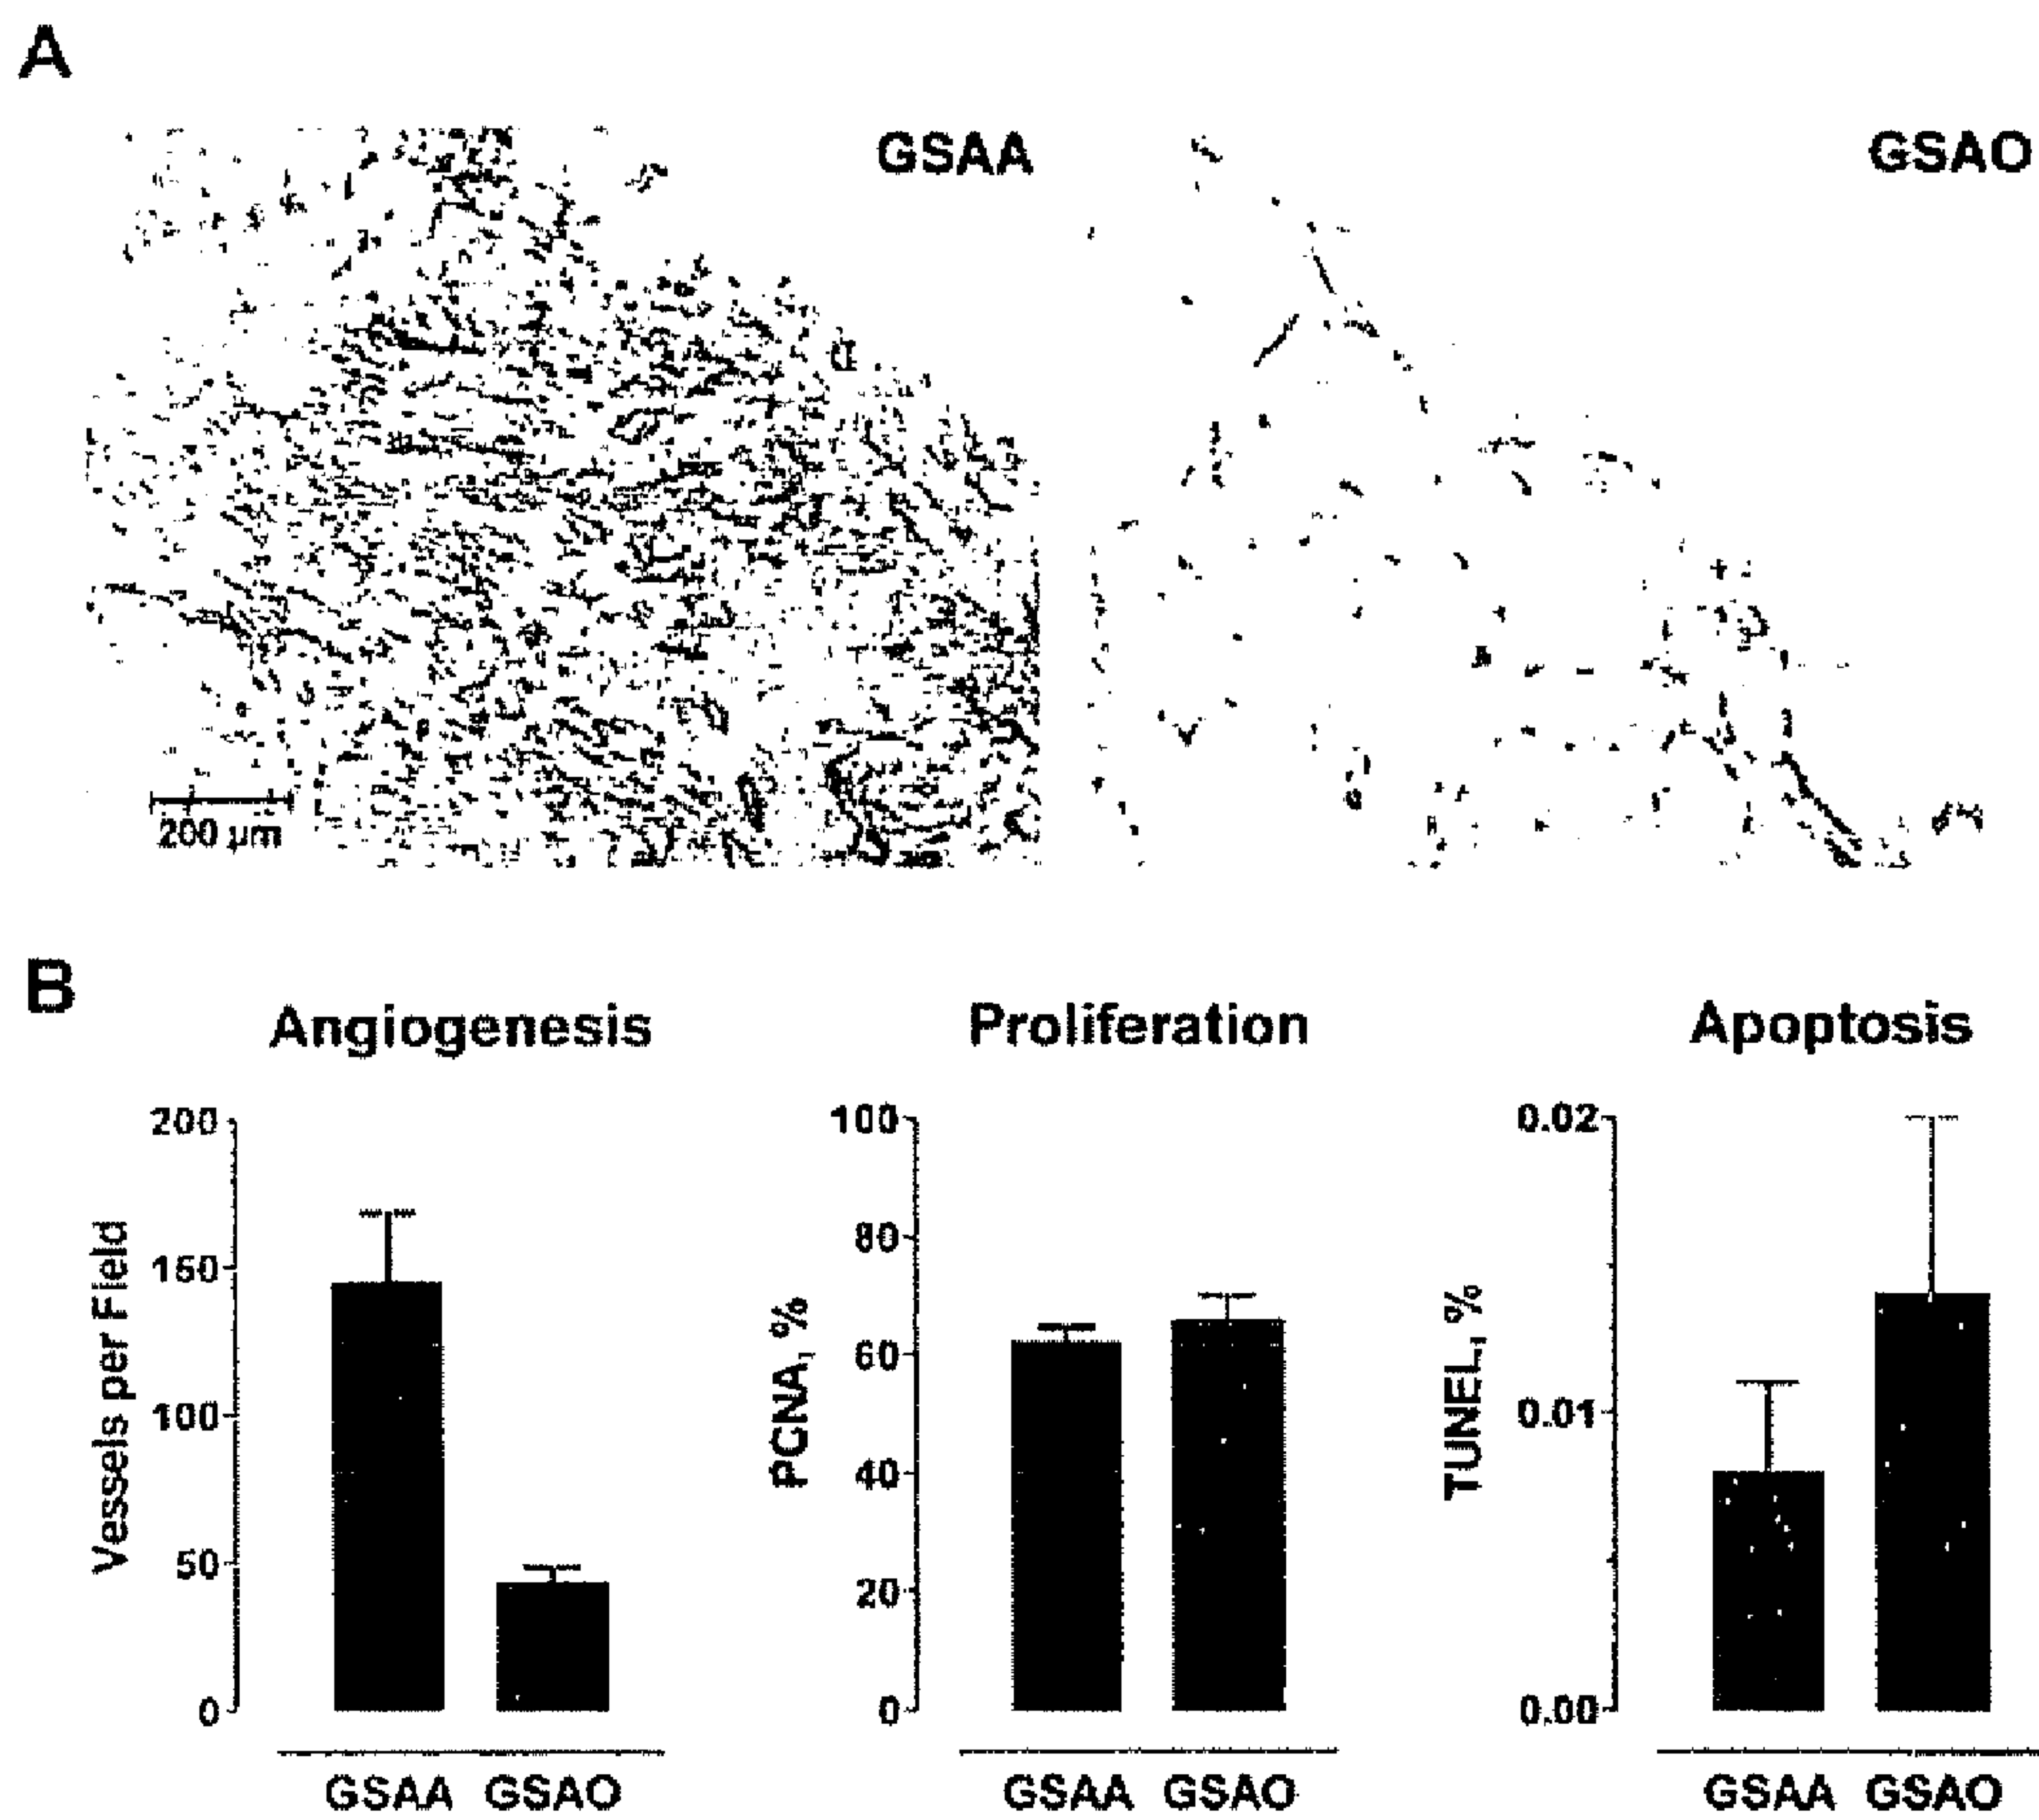 A
GSAA
GSAO
200 µm
B
Angiogenesis
Proliferation
Apoptosis
Vessels per Field
200
150
100
50
0
GSAA GSAO
PCNA, %
100
80
60
40
20
0
GSAA GSAO
TUNEL, %
0.02
0.01
0.00
GSAA GSAO